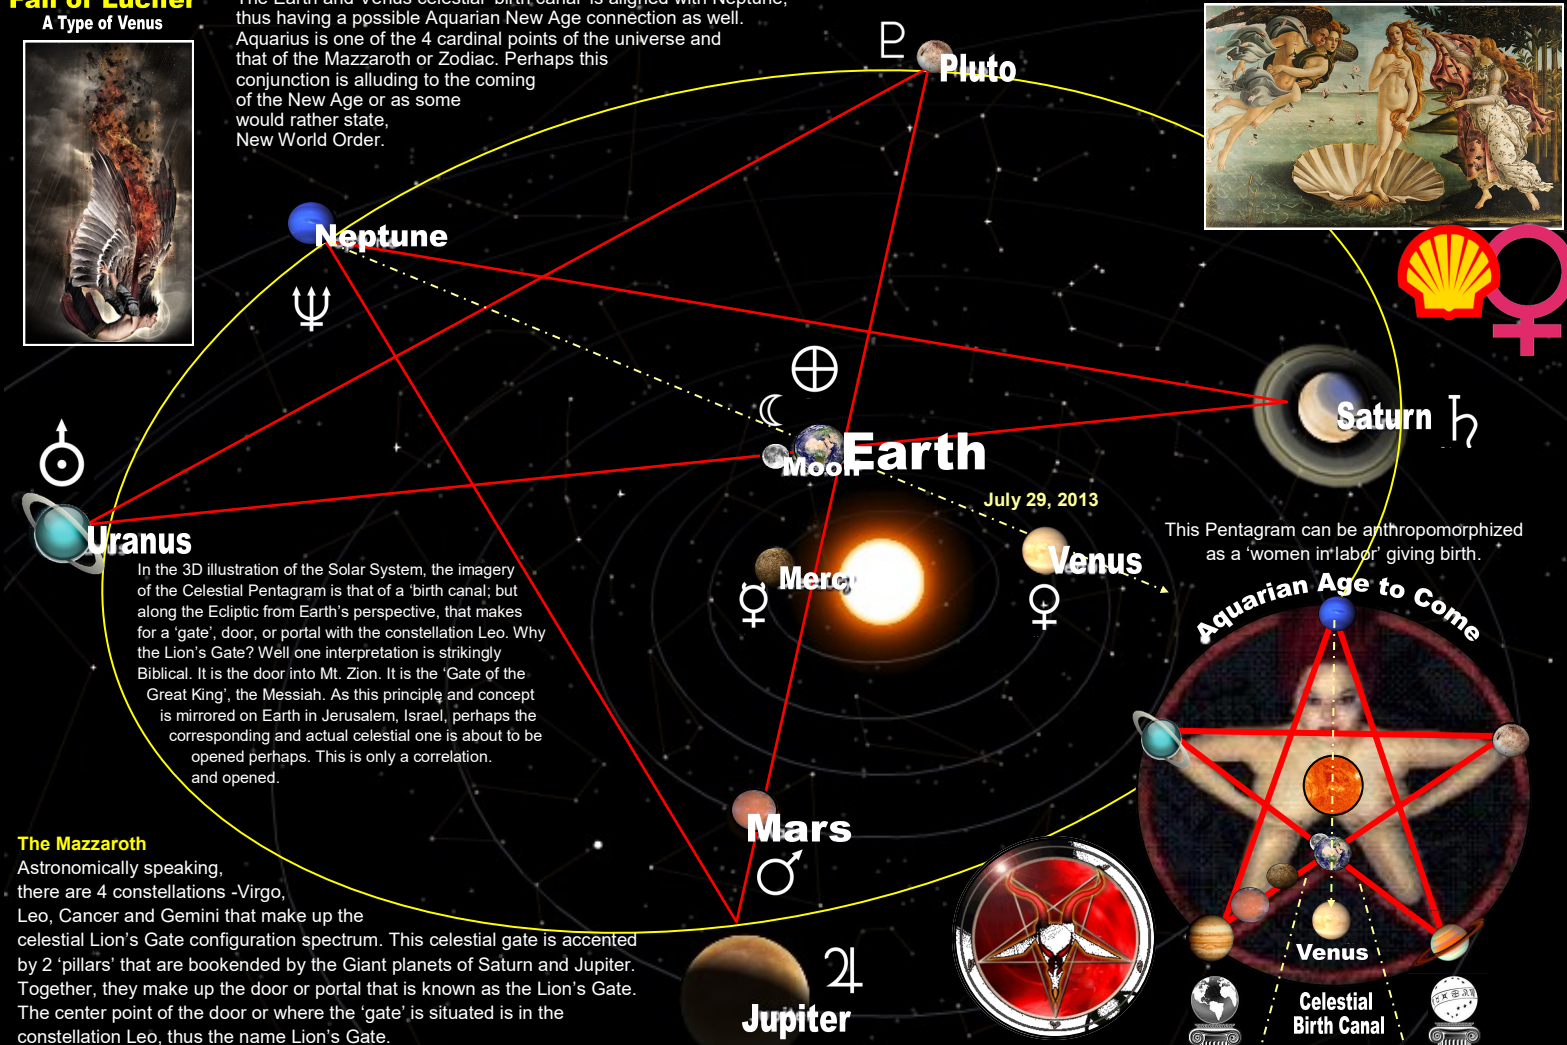 Fall of Lucifer
A Type of Venus
The Earth and Venus celestial 'birth canal' is aligned with Neptune,
thus having a possible Aquarian New Age connection as well.
Aquarius is one of the 4 cardinal points of the universe and
that of the Mazzaroth or Zodiac. Perhaps this
conjunction is alluding to the coming
of the New Age or as some
would rather state,
New World Order.
Pluto
Neptune
Saturn
Earth
Moon
July 29, 2013
Uranus
Venus
This Pentagram can be anthropomorphized
as a ‘women in labor’ giving birth.
In the 3D illustration of the Solar System, the imagery
of the Celestial Pentagram is that of a ‘birth canal; but
along the Ecliptic from Earth’s perspective, that makes
for a ‘gate’, door, or portal with the constellation Leo. Why
the Lion’s Gate? Well one interpretation is strikingly
Biblical. It is the door into Mt. Zion. It is the ‘Gate of the
Great King’, the Messiah. As this principle and concept
is mirrored on Earth in Jerusalem, Israel, perhaps the
corresponding and actual celestial one is about to be
opened perhaps. This is only a correlation.
and opened.
Aquarian Age to Come
Mars
The Mazzaroth
Astronomically speaking,
there are 4 constellations -Virgo,
Leo, Cancer and Gemini that make up the
celestial Lion’s Gate configuration spectrum. This celestial gate is accented
by 2 ‘pillars’ that are bookended by the Giant planets of Saturn and Jupiter.
Together, they make up the door or portal that is known as the Lion’s Gate.
The center point of the door or where the ‘gate’ is situated is in the
constellation Leo, thus the name Lion’s Gate.
Jupiter
Venus
Celestial
Birth Canal